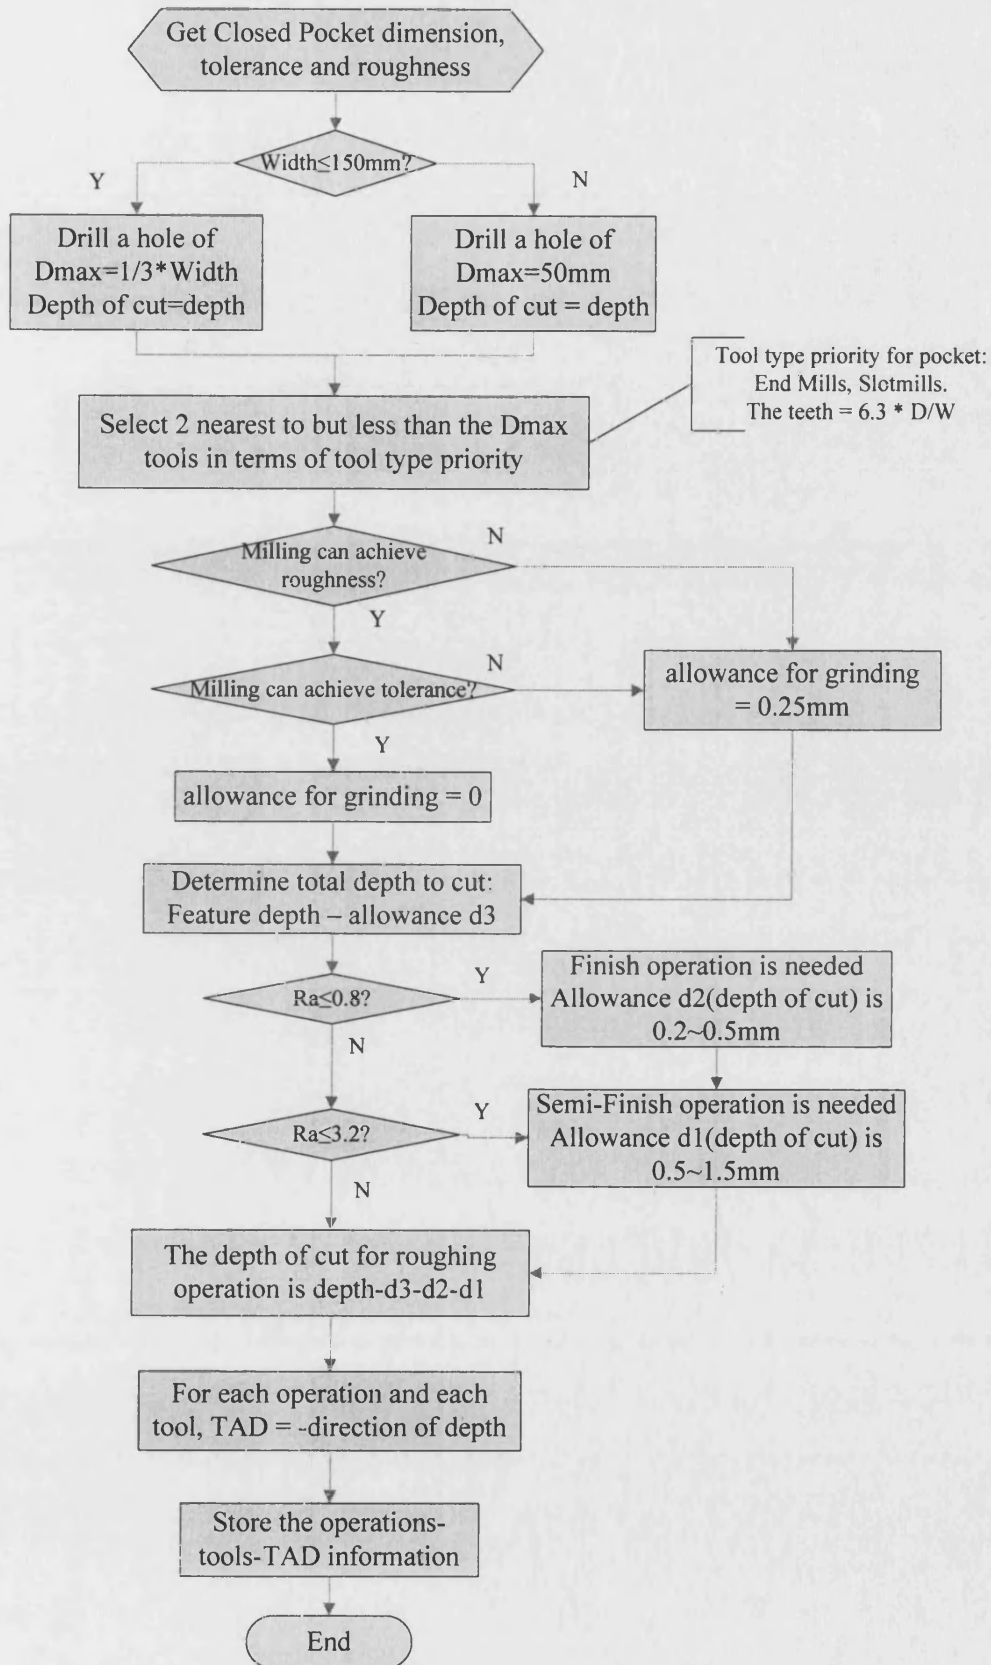 Get Closed Pocket dimension,
tolerance and roughness
Width≤150mm?
Y
N
Drill a hole of
Dmax=1/3*Width
Depth of cut=depth
Drill a hole of
Dmax=50mm
Depth of cut = depth
Tool type priority for pocket:
End Mills, Slotmills.
The teeth = 6.3 * D/W
Select 2 nearest to but less than the Dmax
tools in terms of tool type priority
Milling can achieve
roughness?
N
Y
Milling can achieve tolerance?
N
allowance for grinding
= 0.25mm
Y
allowance for grinding = 0
Determine total depth to cut:
Feature depth – allowance d3
Ra≤0.8?
Y
Finish operation is needed
Allowance d2(depth of cut) is
0.2~0.5mm
N
Ra≤3.2?
Y
Semi-Finish operation is needed
Allowance d1(depth of cut) is
0.5~1.5mm
N
The depth of cut for roughing
operation is depth-d3-d2-d1
For each operation and each
tool, TAD = -direction of depth
Store the operations-
tools-TAD information
End